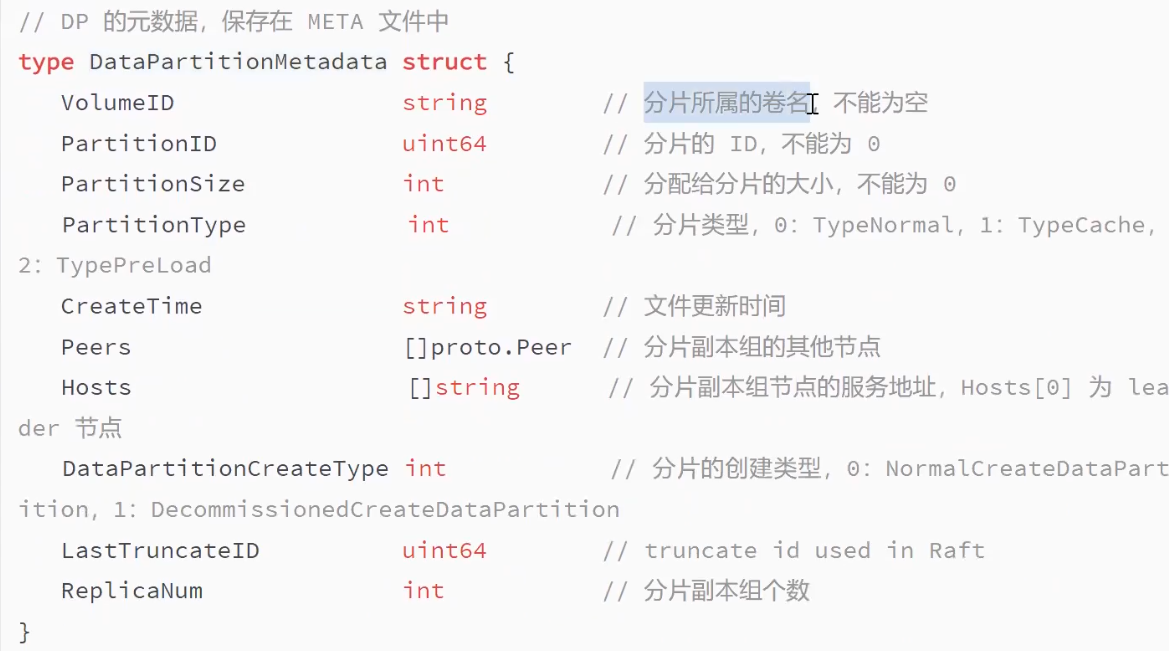 // DP 的元数据，保存在 META 文件中
type DataPartitionMetadata struct {
VolumeID string // 分片所属的卷名，不能为空
PartitionID uint64 // 分片的 ID，不能为 0
PartitionSize int // 分配给分片的大小，不能为 0
PartitionType int // 分片类型，0：TypeNormal，1：TypeCache，
2：TypePreLoad
CreateTime string // 文件更新时间
Peers []proto.Peer // 分片副本组的其他节点
Hosts []string // 分片副本组节点的服务地址，Hosts[0] 为 lea
der 节点
DataPartitionCreateType int // 分片的创建类型，0：NormalCreateDataPart
ition，1：DecommissionedCreateDataPartition
LastTruncateID uint64 // truncate id used in Raft
ReplicaNum int // 分片副本组个数
}